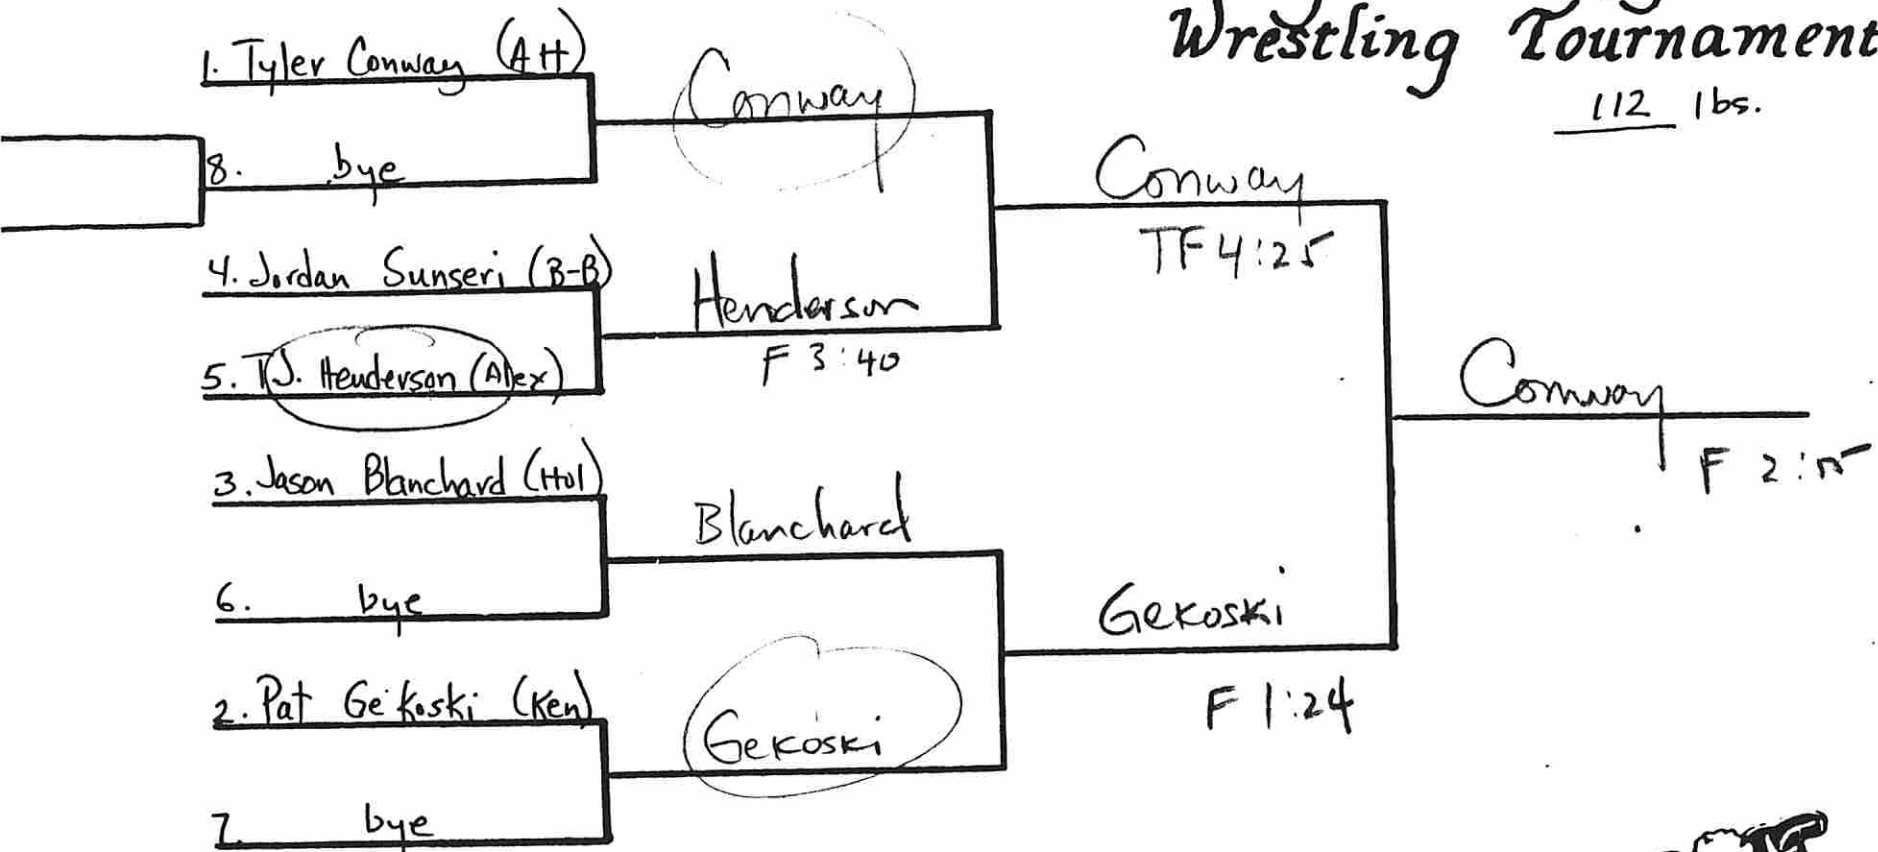 Wrestling Tournament
112 lbs.
1. Tyler Conway (AH)
8. bye
4. Jordan Sunseri (B-B)
5. T.J. Henderson (Alex)
3. Jason Blanchard (Hol)
6. bye
2. Pat Gekoski (Ken)
7. bye
Conway
Henderson
F 3:40
Blanchard
Gekoski
Conway
TF 4:25
Gekoski
F 1:24
Conway
F